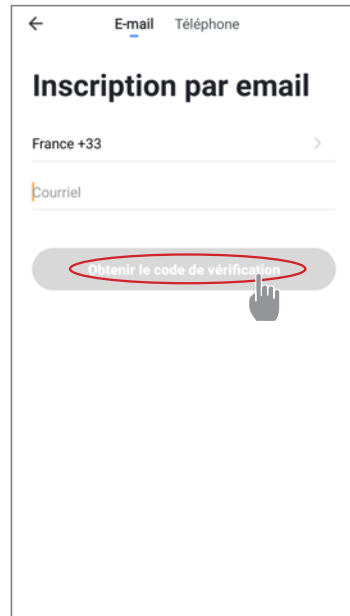 E-mail Téléphone
Inscription par email
France +33
Courriel
Obtenir le code de vérification